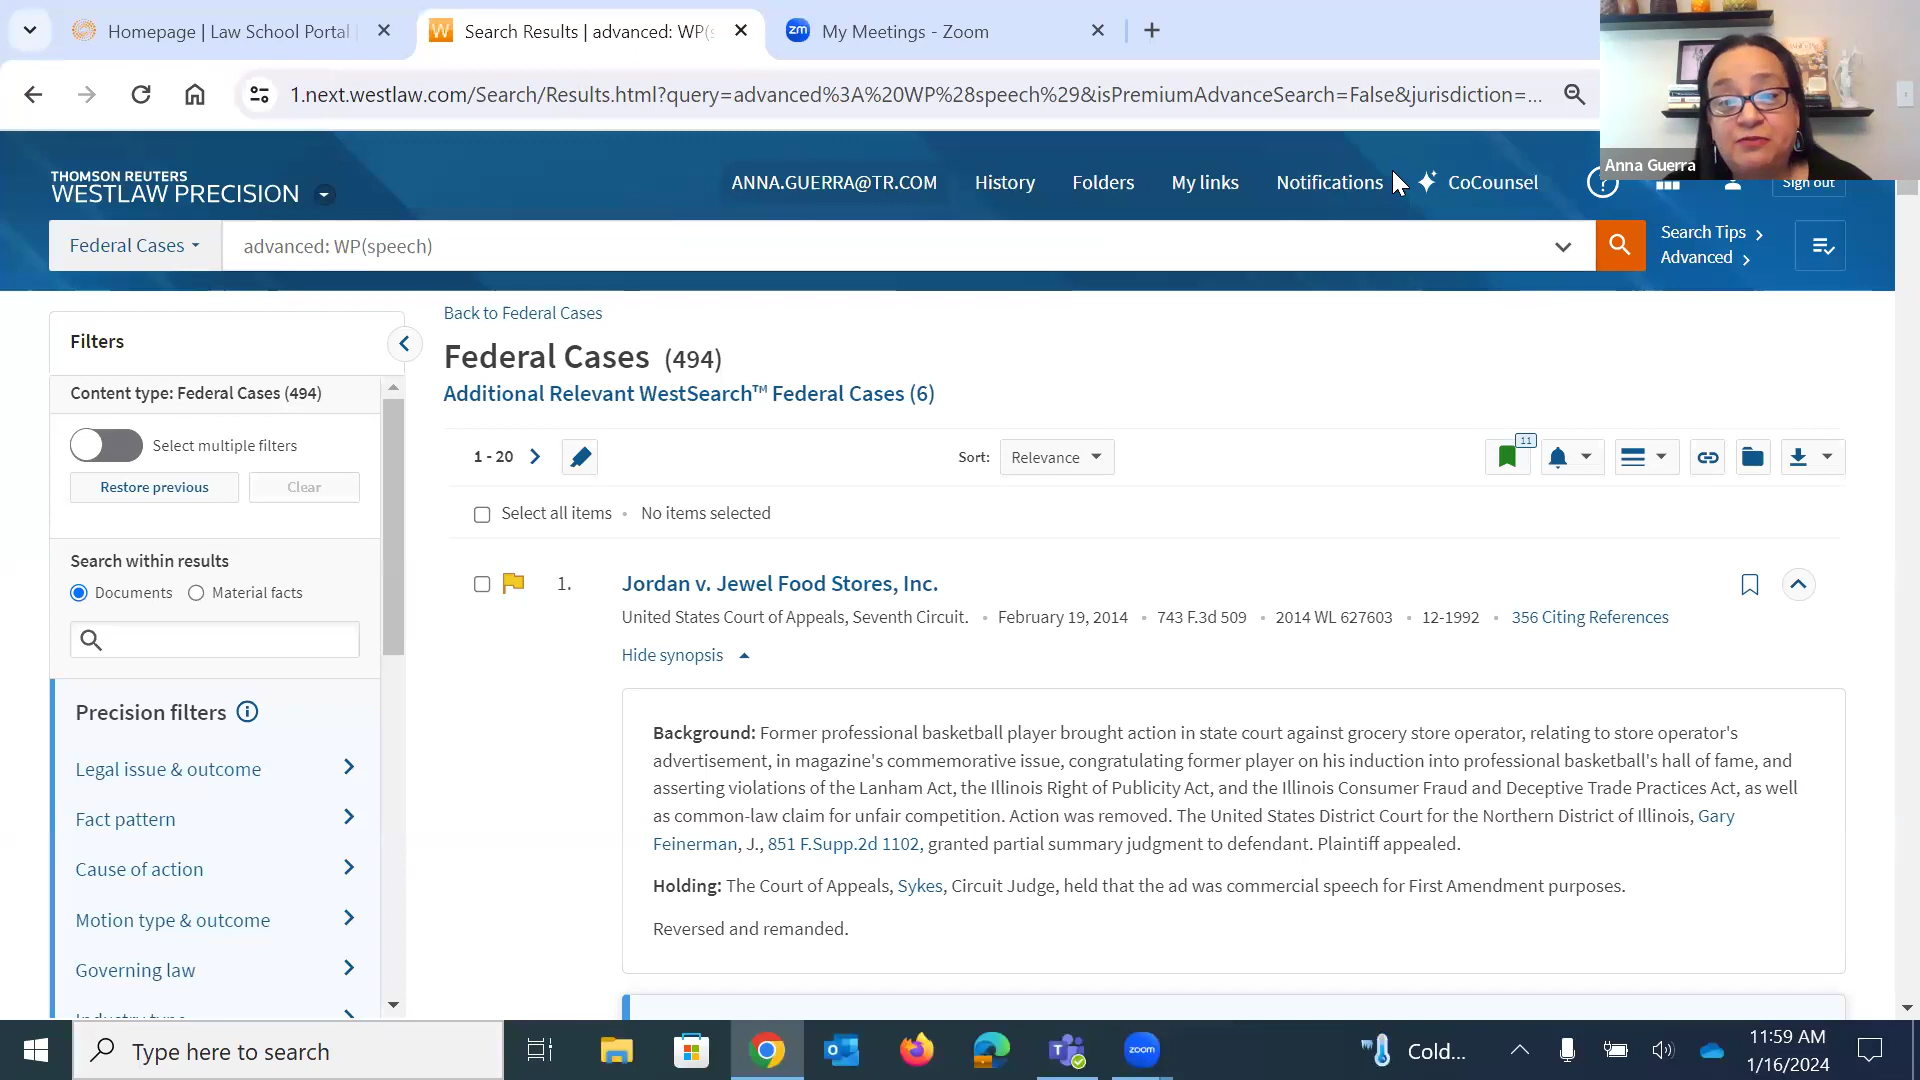 Homepage | Law School Portal
Search Results | advanced: WP(s
My Meetings - Zoom
1.next.westlaw.com/Search/Results.html?query=advanced%3A%20WP%28speech%29&isPremiumAdvanceSearch=False&jurisdiction=...
Anna Guerra
THOMSON REUTERS
WESTLAW PRECISION
ANNA.GUERRA@TR.COM
History
Folders
My links
Notifications
CoCounsel
Sign out
Federal Cases
advanced: WP(speech)
Search Tips
Advanced
Filters
Content type: Federal Cases (494)
Select multiple filters
Restore previous
Clear
Search within results
Documents
Material facts
Precision filters
Legal issue & outcome
Fact pattern
Cause of action
Motion type & outcome
Governing law
Industry type
Back to Federal Cases
Federal Cases (494)
Additional Relevant WestSearch™ Federal Cases (6)
1 - 20
Sort:
Relevance
11
Select all items • No items selected
1.
Jordan v. Jewel Food Stores, Inc.
United States Court of Appeals, Seventh Circuit. • February 19, 2014 • 743 F.3d 509 • 2014 WL 627603 • 12-1992 • 356 Citing References
Hide synopsis
Background: Former professional basketball player brought action in state court against grocery store operator, relating to store operator's
advertisement, in magazine's commemorative issue, congratulating former player on his induction into professional basketball's hall of fame, and
asserting violations of the Lanham Act, the Illinois Right of Publicity Act, and the Illinois Consumer Fraud and Deceptive Trade Practices Act, as well
as common-law claim for unfair competition. Action was removed. The United States District Court for the Northern District of Illinois, Gary
Feinerman, J., 851 F.Supp.2d 1102, granted partial summary judgment to defendant. Plaintiff appealed.
Holding: The Court of Appeals, Sykes, Circuit Judge, held that the ad was commercial speech for First Amendment purposes.
Reversed and remanded.
Type here to search
zoom
Cold...
11:59 AM
1/16/2024